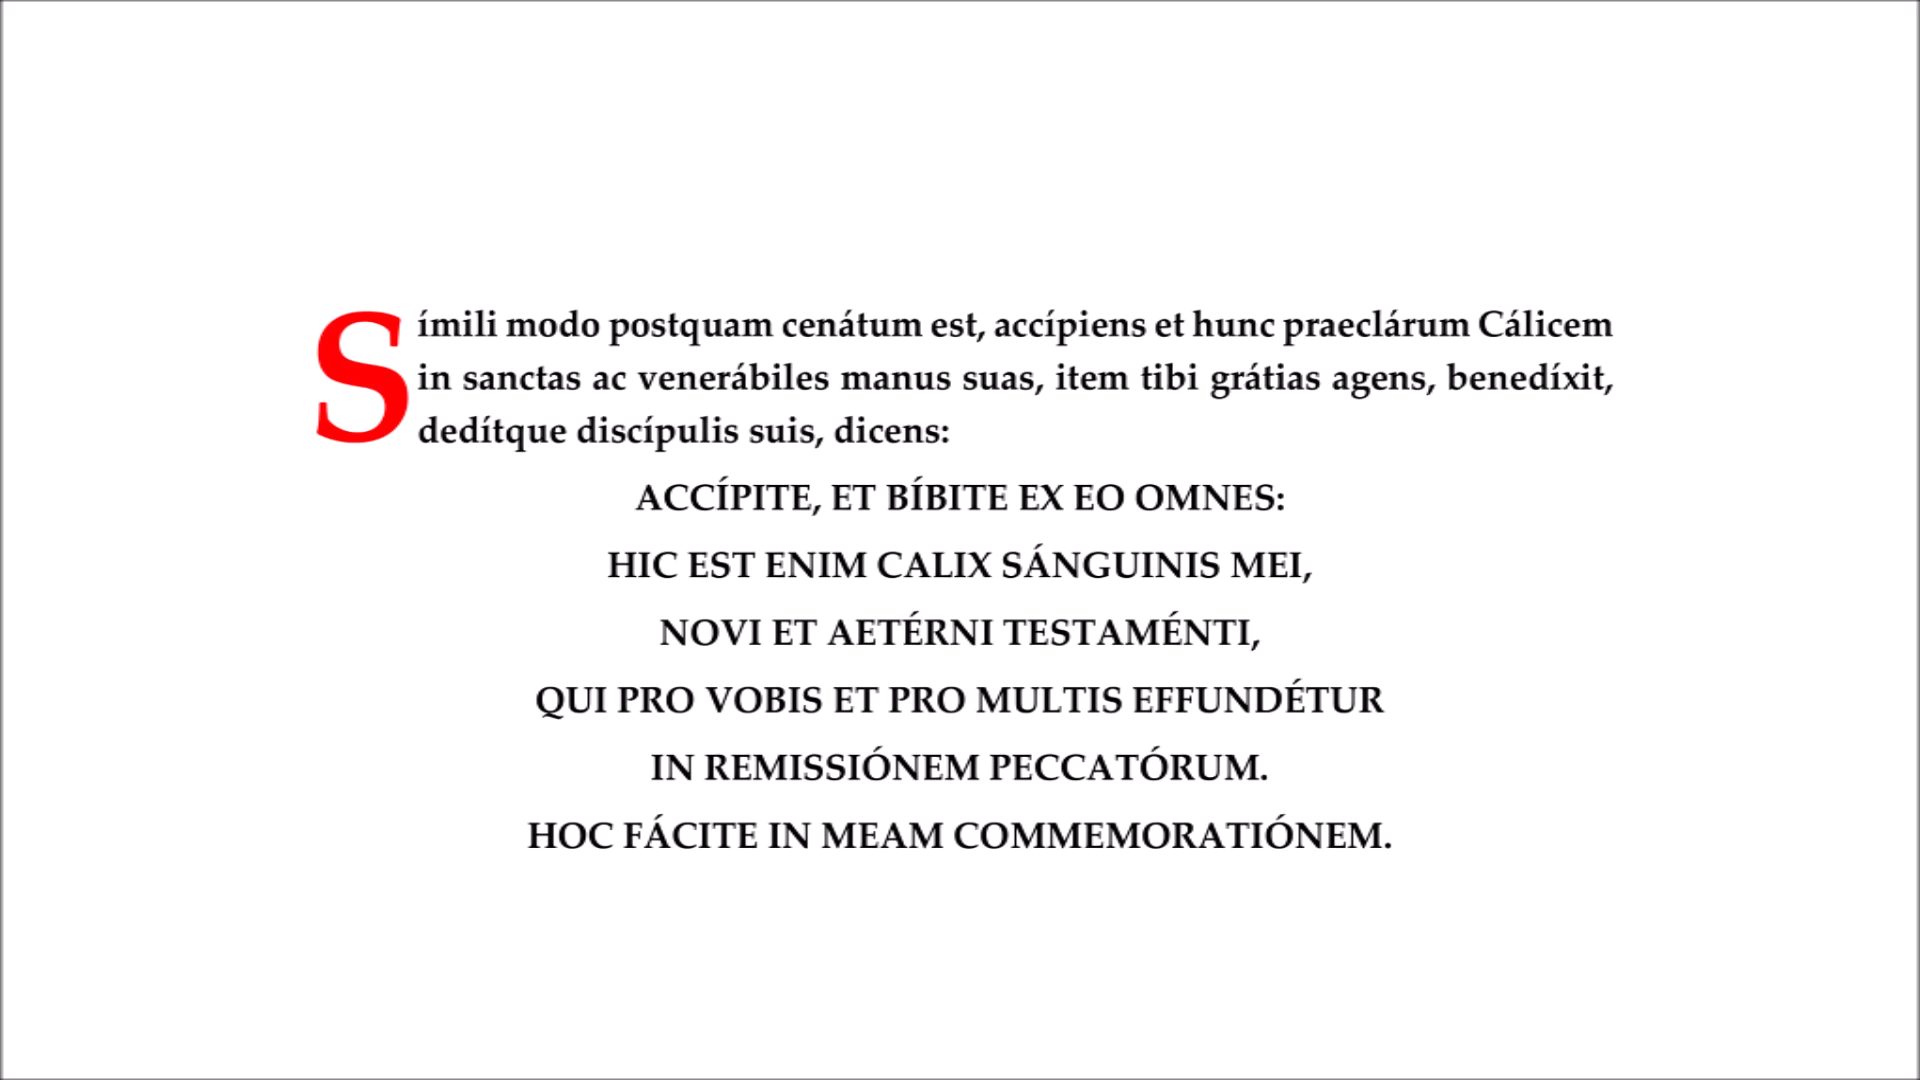 Símili modo postquam cenátum est, accípiens et hunc praeclárum Cálicem
in sanctas ac venerábiles manus suas, item tibi grátias agens, benedíxit,
dedítque discípulis suis, dicens:
ACCÍPITE, ET BÍBITE EX EO OMNES:
HIC EST ENIM CALIX SÁNGUINIS MEI,
NOVI ET AETÉRNI TESTAMÉNTI,
QUI PRO VOBIS ET PRO MULTIS EFFUNDÉTUR
IN REMISSIÓNEM PECCATÓRUM.
HOC FÁCITE IN MEAM COMMEMORATIÓNEM.